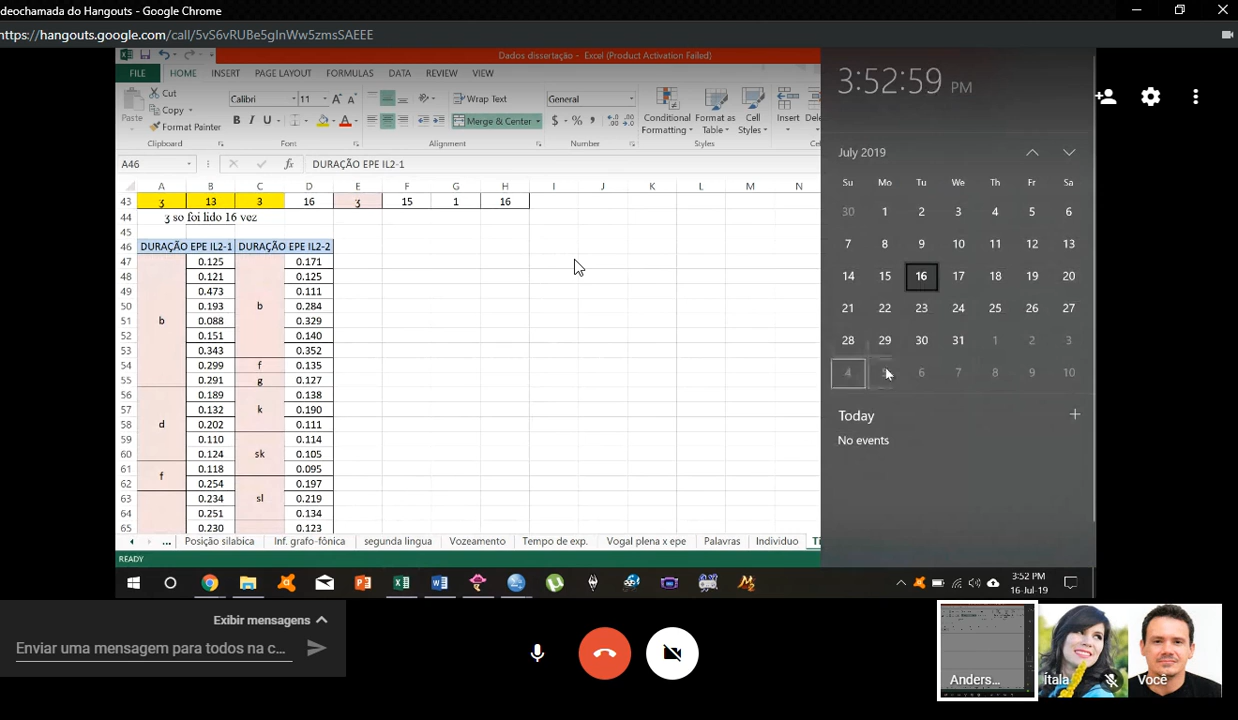 deochamada do Hangouts - Google Chrome
https://hangouts.google.com/call/5vS6vRUBe5gInWw5zmsSAEEE
Dados dissertação - Excel (Product Activation Failed)
FILE HOME INSERT PAGE LAYOUT FORMULAS DATA REVIEW VIEW
3:52:59 PM
Cut
Copy
Format Painter
Paste
Calibri 11
Wrap Text
Merge & Center
General
Conditional Formatting
Format as Table
Cell Styles
Insert
Clipboard Font Alignment Number Styles
A46 DURAÇÃO EPE IL2-1
A B C D E F G H I J K L M N
43 ʒ 13 3 16 ʒ 15 1 16
44 ʒ so foi lido 16 vez
45
46 DURAÇÃO EPE IL2-1 DURAÇÃO EPE IL2-2
47 0.125 0.171
48 0.121 0.125
49 0.473 0.111
50 0.193 b 0.284
51 b 0.088 0.329
52 0.151 0.140
53 0.343 0.352
54 0.299 f 0.135
55 0.291 g 0.127
56 0.189 0.138
57 0.132 k 0.190
58 d 0.202 0.111
59 0.110 0.114
60 0.124 sk 0.105
61 f 0.118 0.095
62 0.254 0.197
63 0.234 sl 0.219
64 0.251 0.134
65 0.230 0.123
... Posição silabica Inf. grafo-fônica segunda lingua Vozeamento Tempo de exp. Vogal plena x epe Palavras Individuo Ti
READY
July 2019
Su Mo Tu We Th Fr Sa
30 1 2 3 4 5 6
7 8 9 10 11 12 13
14 15 16 17 18 19 20
21 22 23 24 25 26 27
28 29 30 31 1 2 3
4 5 6 7 8 9 10
Today +
No events
3:52 PM
16-Jul-19
Exibir mensagens
Enviar uma mensagem para todos na c...
Anders...
Ítala
Você